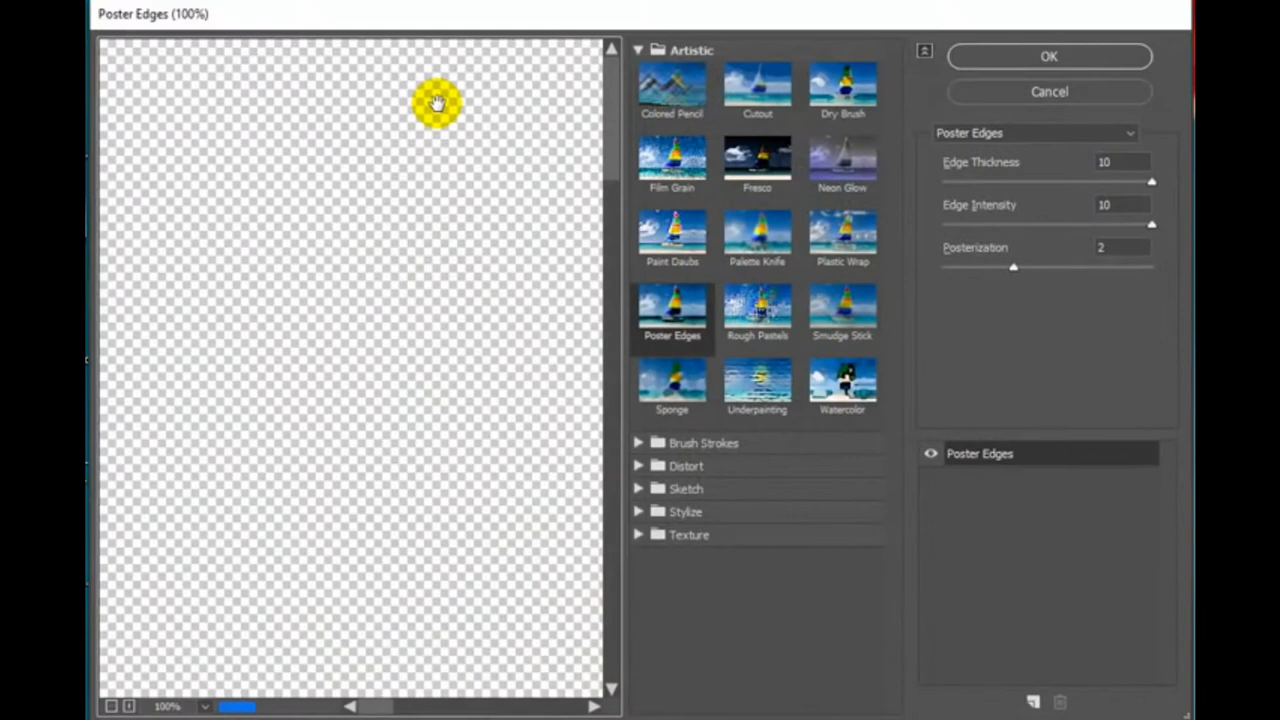 Poster Edges (100%)
Artistic
Colored Pencil
Cutout
Dry Brush
Film Grain
Fresco
Neon Glow
Paint Daubs
Palette Knife
Plastic Wrap
Poster Edges
Rough Pastels
Smudge Stick
Sponge
Underpainting
Watercolor
Brush Strokes
Distort
Sketch
Stylize
Texture
OK
Cancel
Poster Edges
Edge Thickness 10
Edge Intensity 10
Posterization 2
Poster Edges
100%